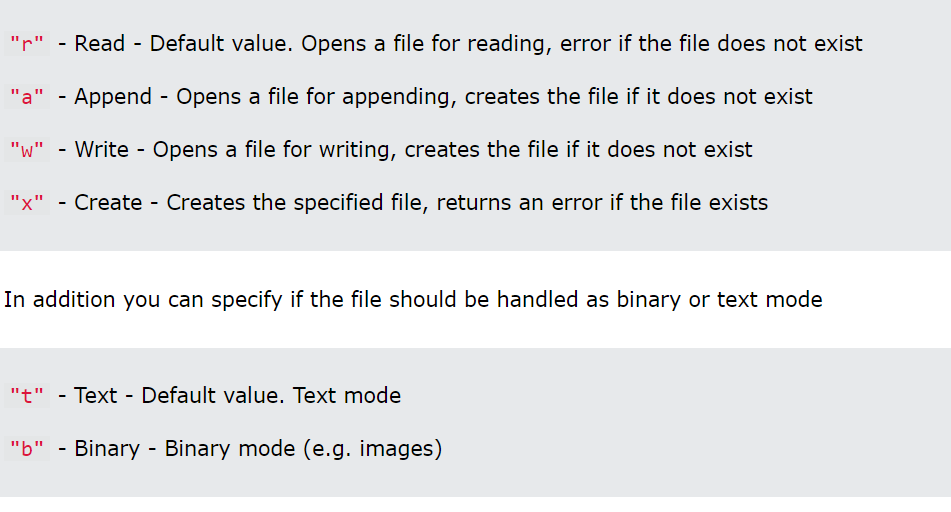 "r" - Read - Default value. Opens a file for reading, error if the file does not exist
"a" - Append - Opens a file for appending, creates the file if it does not exist
"w" - Write - Opens a file for writing, creates the file if it does not exist
"x" - Create - Creates the specified file, returns an error if the file exists
In addition you can specify if the file should be handled as binary or text mode
"t" - Text - Default value. Text mode
"b" - Binary - Binary mode (e.g. images)